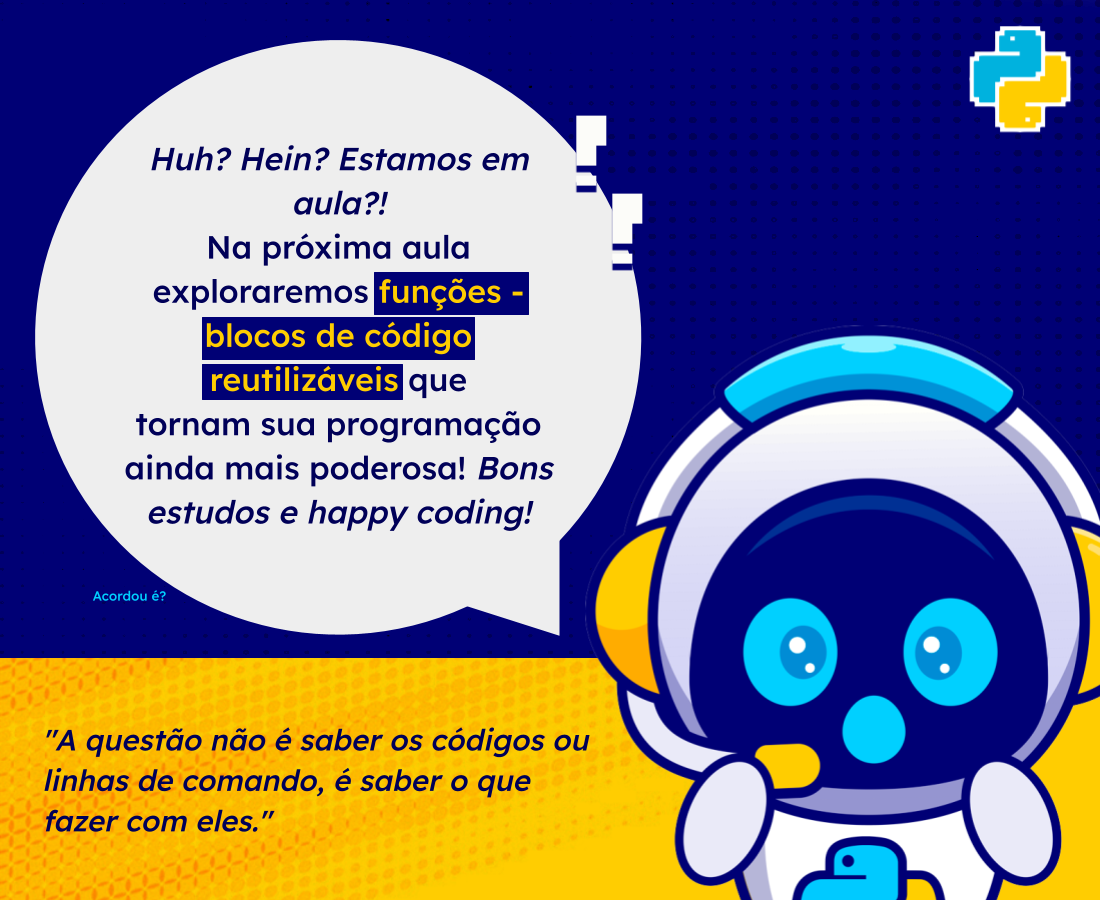 Huh? Hein? Estamos em
aula?!
Na próxima aula
exploraremos funções -
blocos de código
reutilizáveis que
tornam sua programação
ainda mais poderosa! Bons
estudos e happy coding!
Acordou é?
"A questão não é saber os códigos ou
linhas de comando, é saber o que
fazer com eles."